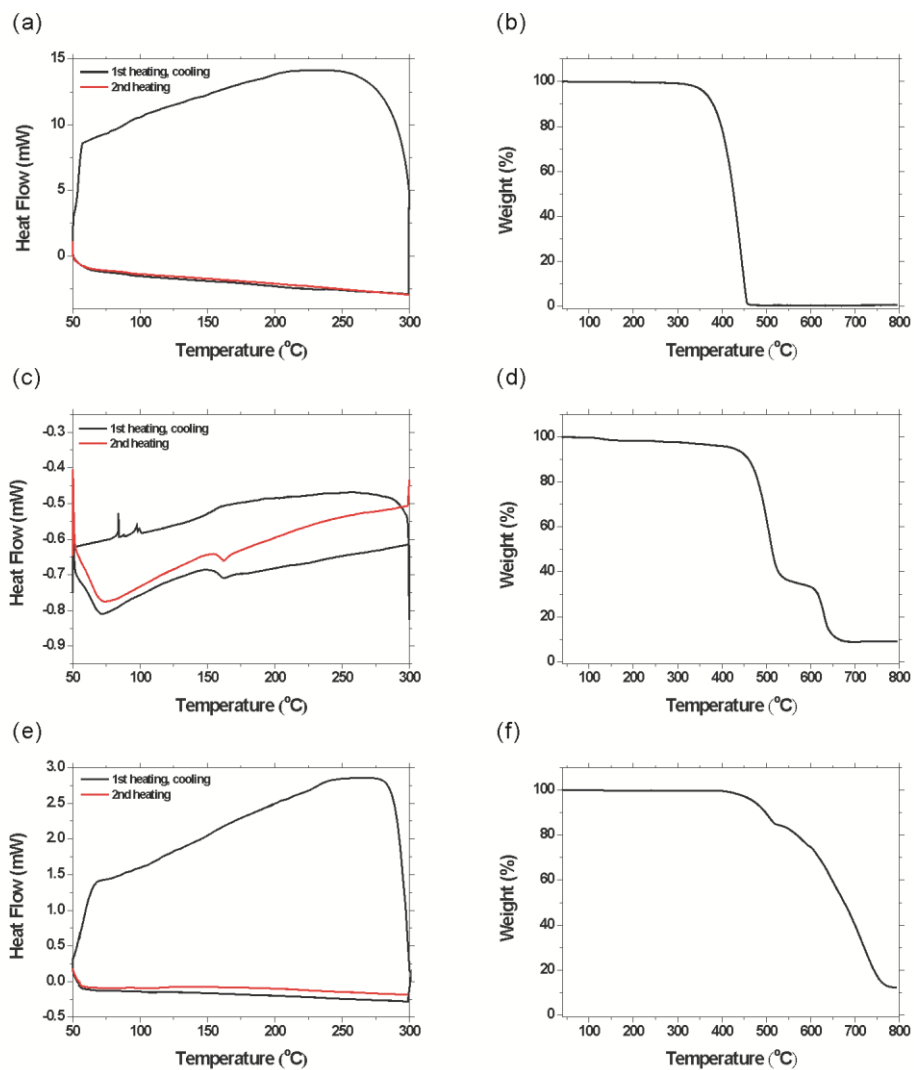 (a)
15
10
5
0
Heat Flow (mW)
1st heating, cooling
2nd heating
50 100 150 200 250 300
Temperature (°C)
(b)
100
80
60
40
20
0
Weight (%)
100 200 300 400 500 600 700 800
Temperature (°C)
(c)
-0.3
-0.4
-0.5
-0.6
-0.7
-0.8
-0.9
Heat Flow (mW)
1st heating, cooling
2nd heating
50 100 150 200 250 300
Temperature (°C)
(d)
100
80
60
40
20
0
Weight (%)
100 200 300 400 500 600 700 800
Temperature (°C)
(e)
3.0
2.5
2.0
1.5
1.0
0.5
0.0
-0.5
Heat Flow (mW)
1st heating, cooling
2nd heating
50 100 150 200 250 300
Temperature (°C)
(f)
100
80
60
40
20
0
Weight (%)
100 200 300 400 500 600 700 800
Temperature (°C)